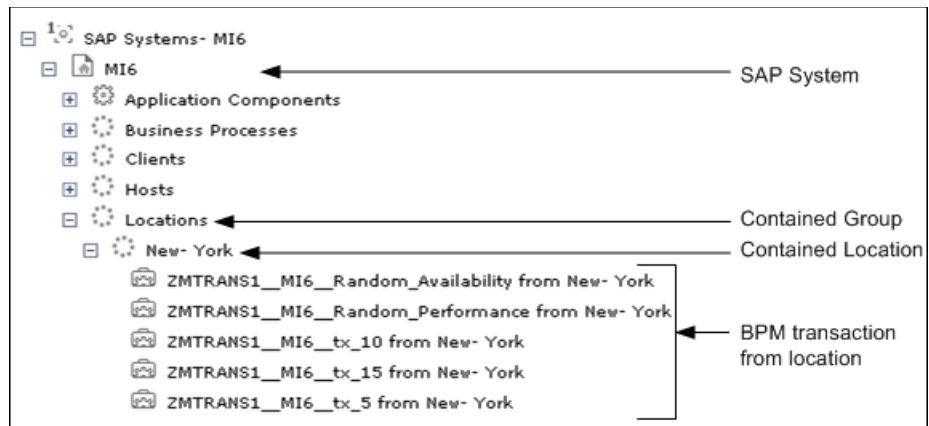 1 SAP Systems- MI6
MI6
SAP System
Application Components
Business Processes
Clients
Hosts
Locations
Contained Group
New- York
Contained Location
ZMTRANS1__MI6__Random_Availability from New- York
ZMTRANS1__MI6__Random_Performance from New- York
ZMTRANS1__MI6__tx_10 from New- York
ZMTRANS1__MI6__tx_15 from New- York
ZMTRANS1__MI6__tx_5 from New- York
BPM transaction
from location